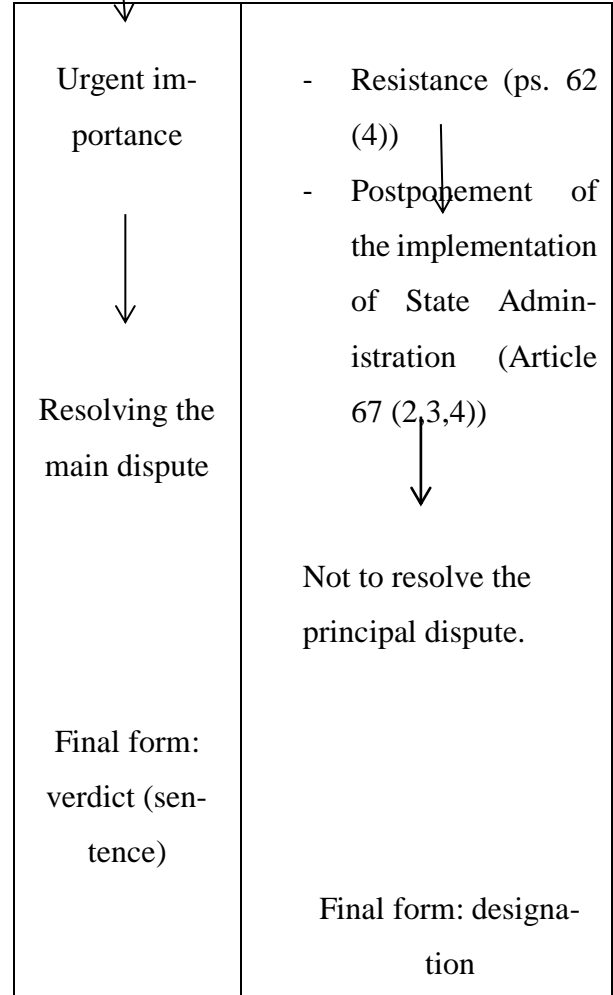 Urgent im-
portance
Resolving the
main dispute
Final form:
verdict (sen-
tence)
- Resistance (ps. 62
(4))
- Postponement of
the implementation
of State Admin-
istration (Article
67 (2,3,4))
Not to resolve the
principal dispute.
Final form: designa-
tion